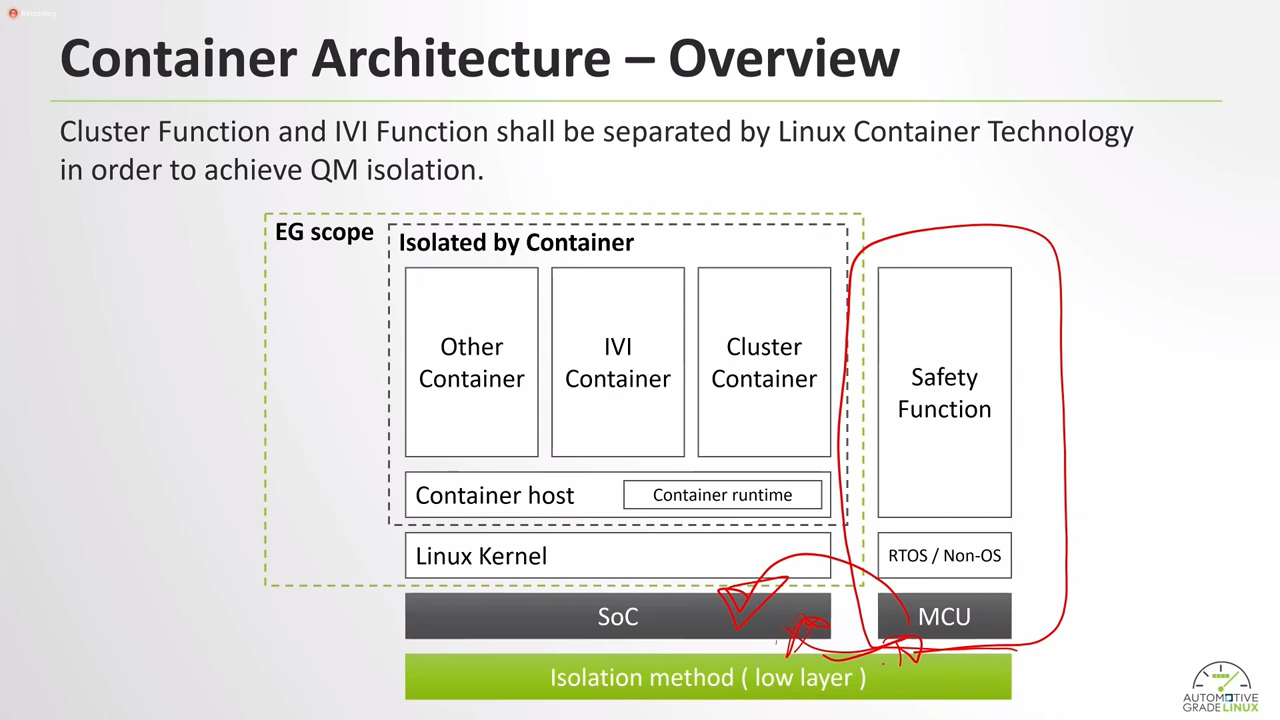 Recording
Container Architecture – Overview
Cluster Function and IVI Function shall be separated by Linux Container Technology
in order to achieve QM isolation.
EG scope
Isolated by Container
Other
Container
IVI
Container
Cluster
Container
Safety
Function
Container host
Container runtime
Linux Kernel
RTOS / Non-OS
SoC
MCU
Isolation method ( low layer )
AUTOMOTIVE
GRADE LINUX